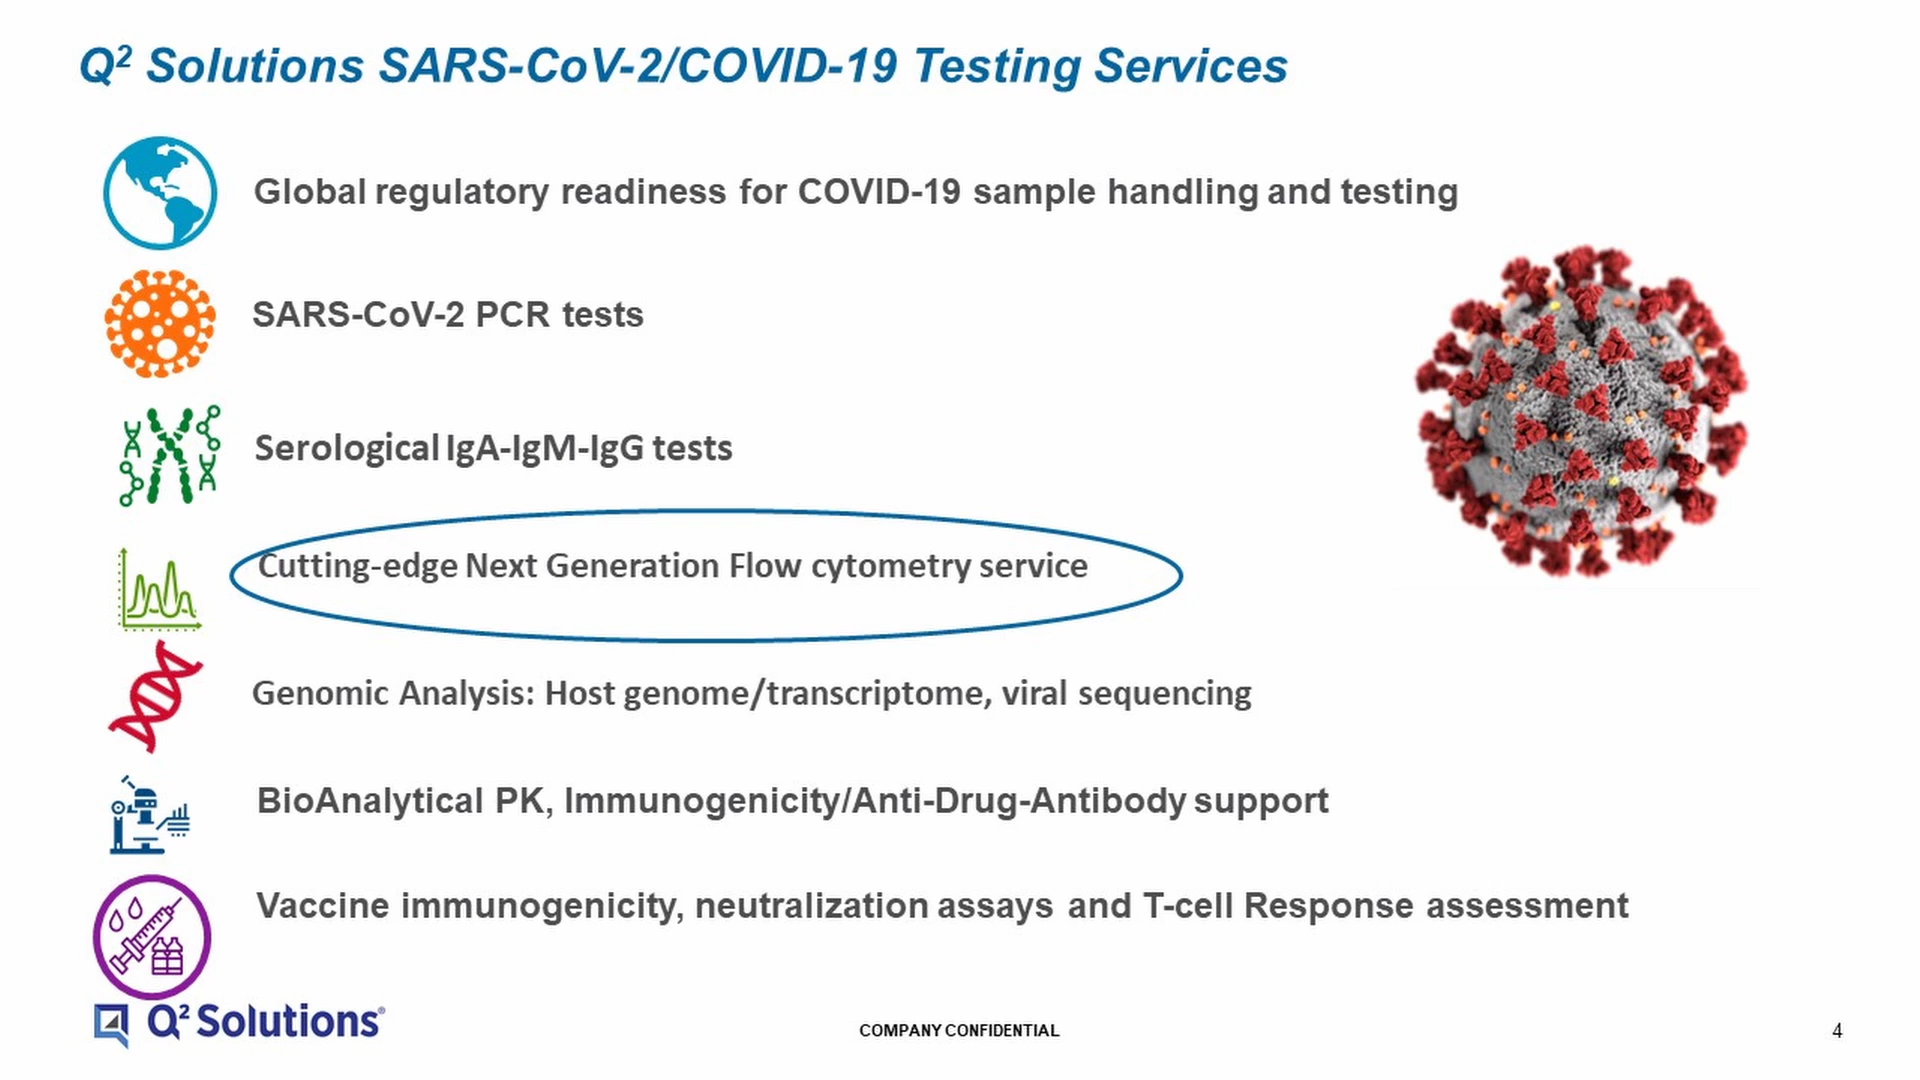 Q² Solutions SARS-CoV-2/COVID-19 Testing Services
Global regulatory readiness for COVID-19 sample handling and testing
SARS-CoV-2 PCR tests
Serological IgA-IgM-IgG tests
Cutting-edge Next Generation Flow cytometry service
Genomic Analysis: Host genome/transcriptome, viral sequencing
BioAnalytical PK, Immunogenicity/Anti-Drug-Antibody support
Vaccine immunogenicity, neutralization assays and T-cell Response assessment
Q² Solutions®
COMPANY CONFIDENTIAL
4